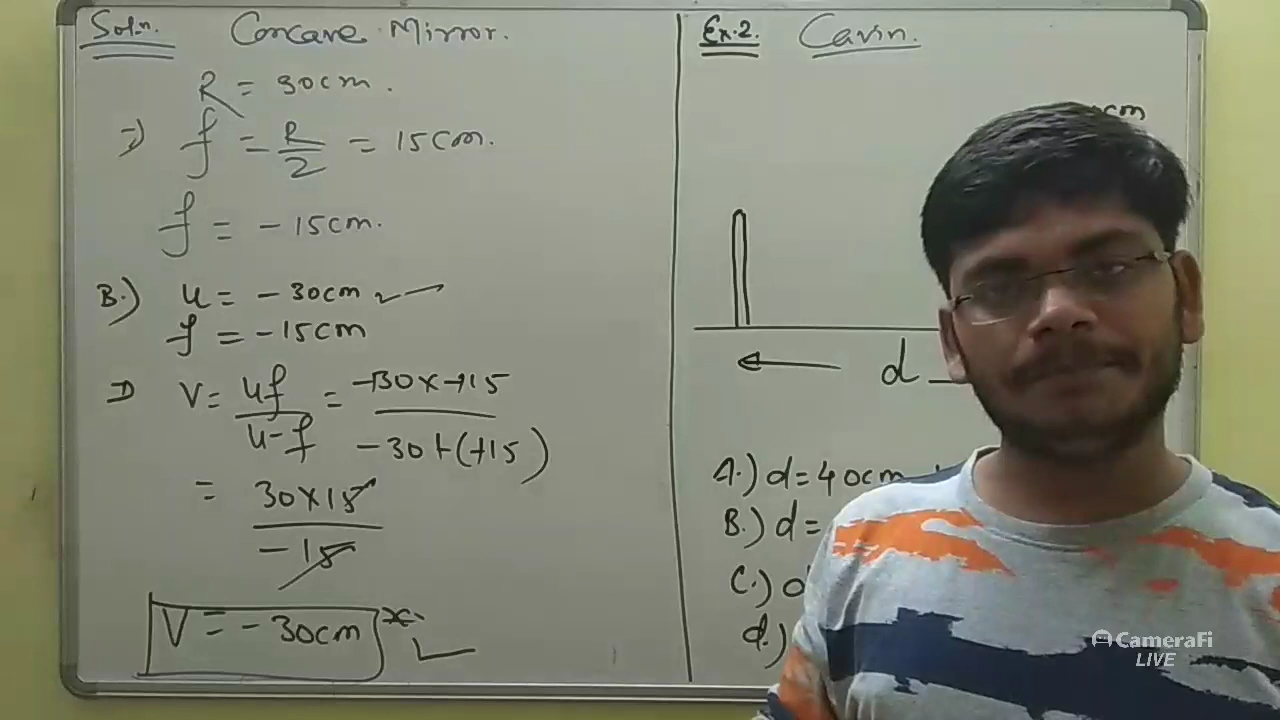 Soln. Concave Mirror.
R = 30cm.
=) f = R/2 = 15cm.
f = - 15cm.
B.) u = - 30cm
f = - 15cm
=) V = uf/u-f = -30x-15/-30+(+15)
= 30x15/-15
V = - 30cm
Ex.2.
cm
d
A.) d=40cm
B.) d=
C.) d
d.)
CameraFi
LIVE